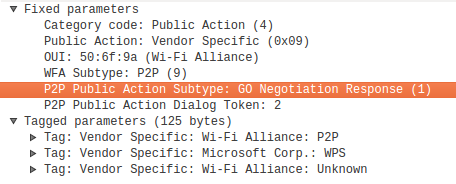 Fixed parameters
Category code: Public Action (4)
Public Action: Vendor Specific (0x09)
OUI: 50:6f:9a (Wi-Fi Alliance)
WFA Subtype: P2P (9)
P2P Public Action Subtype: GO Negotiation Response (1)
P2P Public Action Dialog Token: 2
Tagged parameters (125 bytes)
Tag: Vendor Specific: Wi-Fi Alliance: P2P
Tag: Vendor Specific: Microsoft Corp.: WPS
Tag: Vendor Specific: Wi-Fi Alliance: Unknown